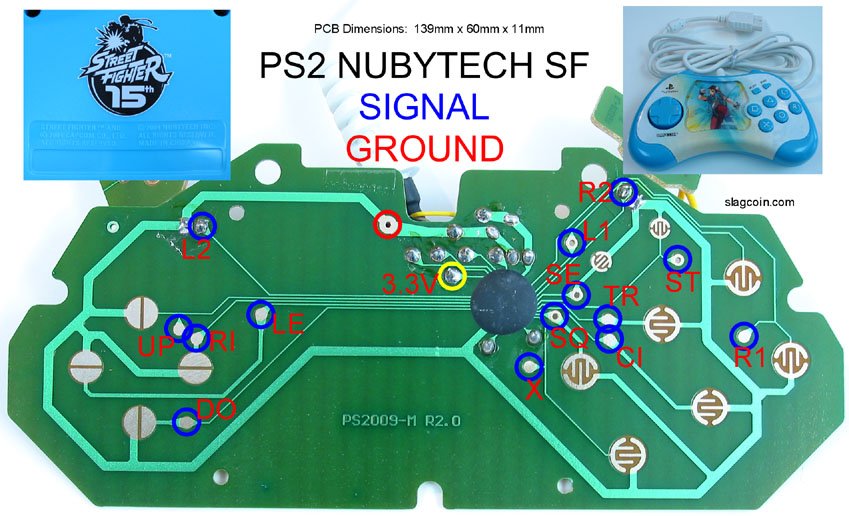 PCB Dimensions: 139mm x 60mm x 11mm
PS2 NUBYTECH SF
SIGNAL
GROUND
STREET
FIGHTER
15th
slagcoin.com
R2
L1
L2
SE
ST
3.3V
TR
LE
SQ
UP
RI
CI
R1
X
DO
PS2009-M R2.0